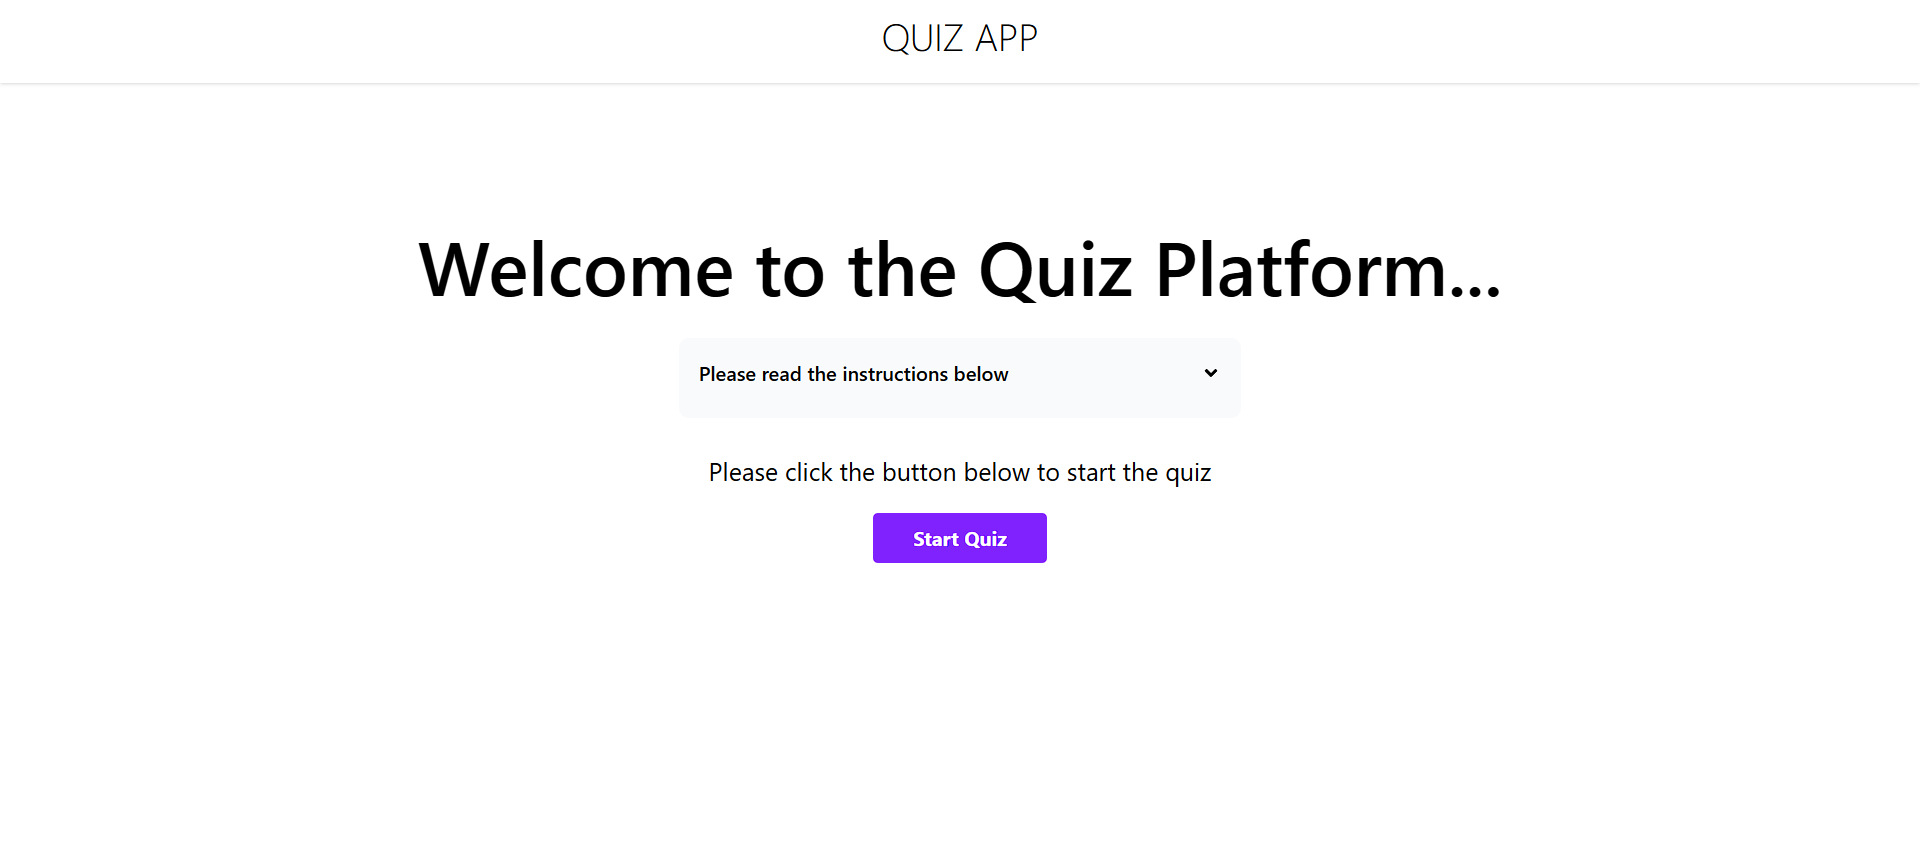 QUIZ APP
Welcome to the Quiz Platform...
Please read the instructions below
Please click the button below to start the quiz
Start Quiz